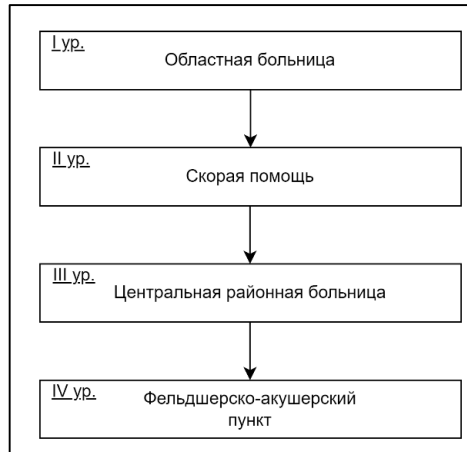 I ур.
Областная больница
II ур.
Скорая помощь
III ур.
Центральная районная больница
IV ур.
Фельдшерско-акушерский
пункт